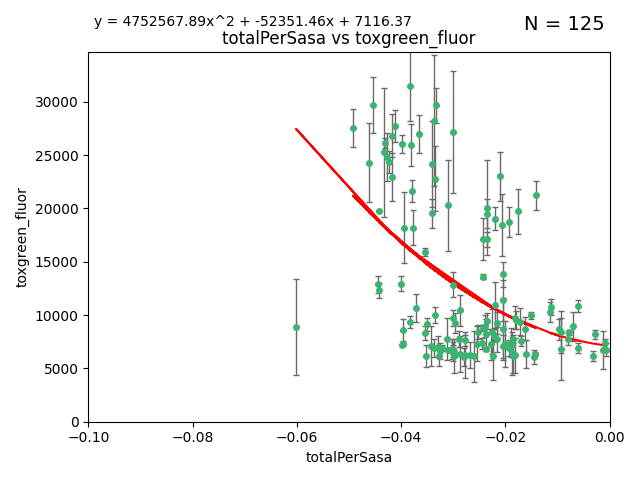 y = 4752567.89x^2 + -52351.46x + 7116.37
N = 125
totalPerSasa vs toxgreen_fluor
toxgreen_fluor
30000
25000
20000
15000
10000
5000
0
−0.10 −0.08 −0.06 −0.04 −0.02 0.00
totalPerSasa